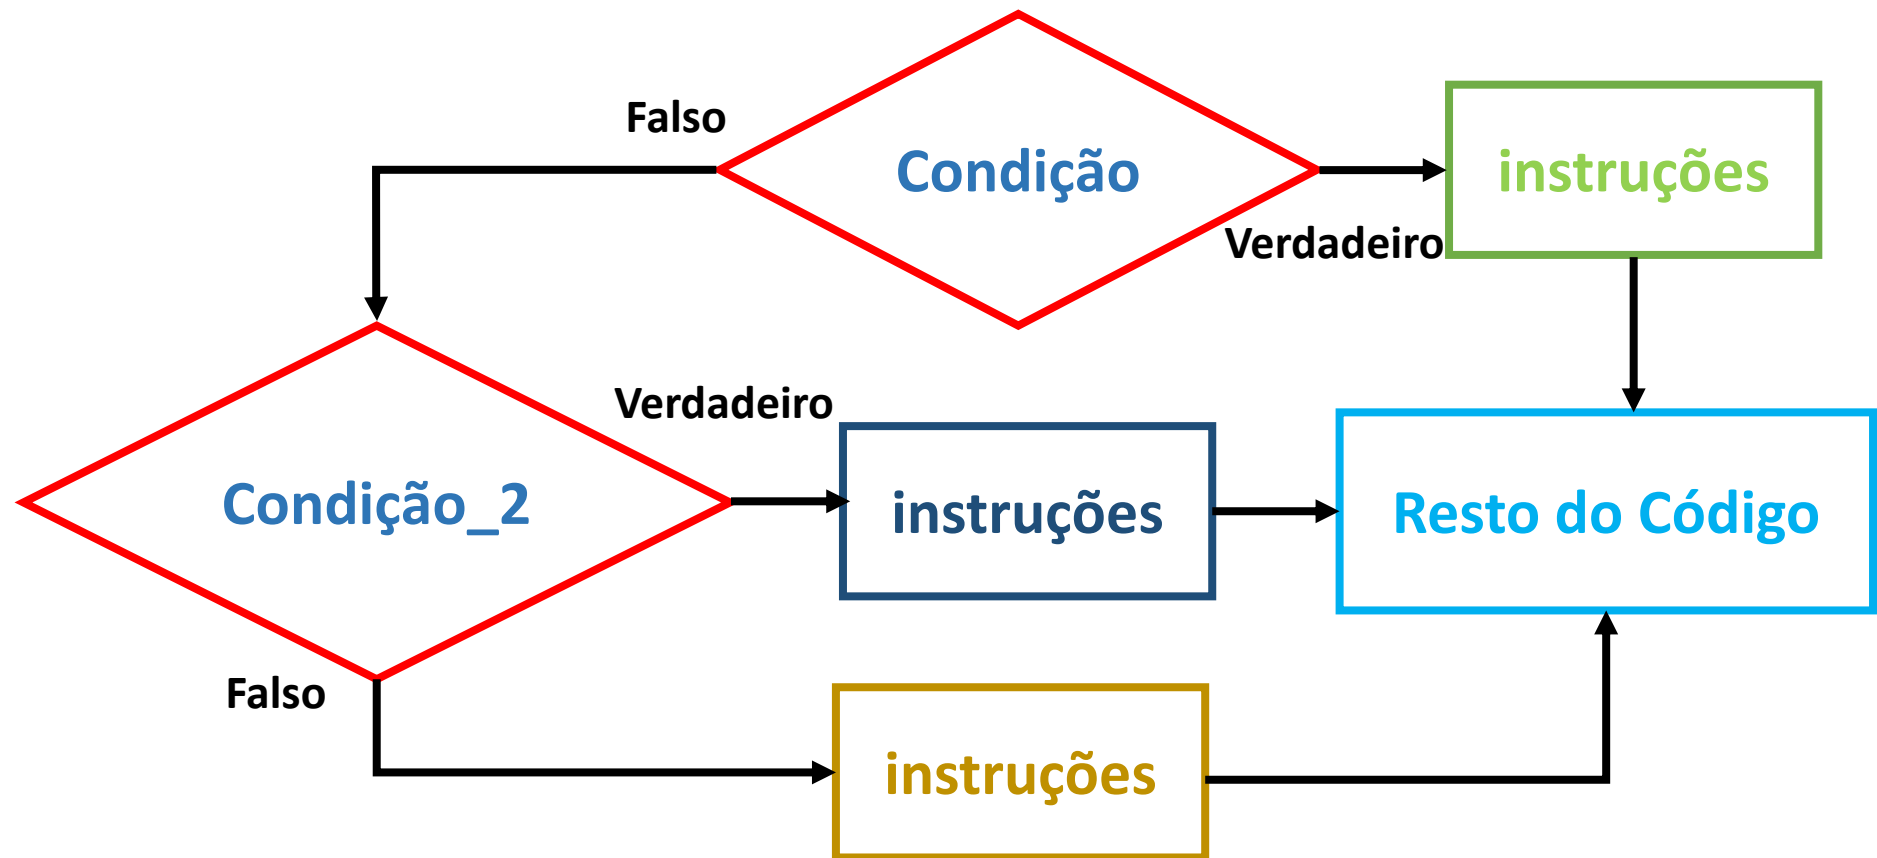 Falso
Condição
instruções
Verdadeiro
Verdadeiro
Condição_2
instruções
Resto do Código
Falso
instruções